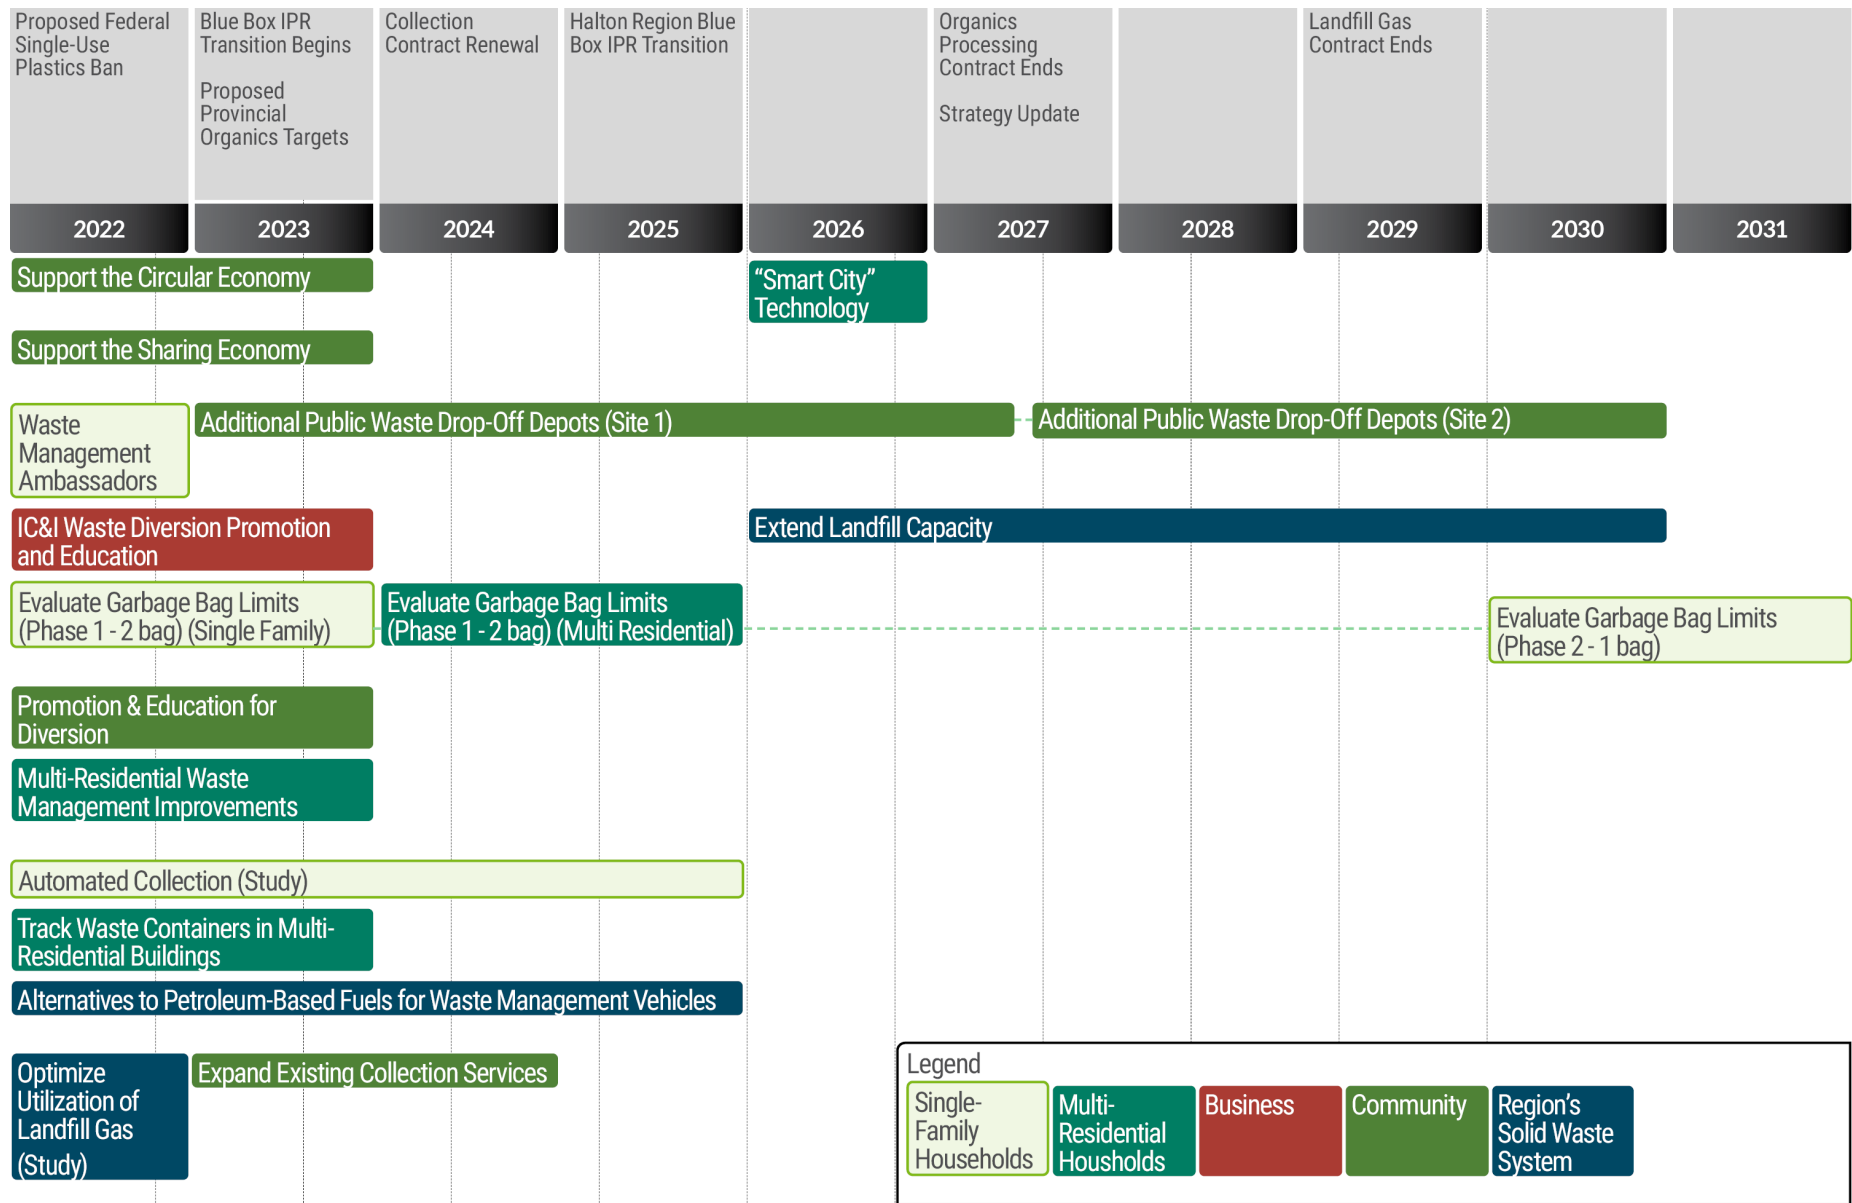 Proposed Federal
Single-Use
Plastics Ban
Blue Box IPR
Transition Begins
Proposed
Provincial
Organics Targets
Collection
Contract Renewal
Halton Region Blue
Box IPR Transition
Organics
Processing
Contract Ends
Strategy Update
Landfill Gas
Contract Ends
2022
2023
2024
2025
2026
2027
2028
2029
2030
2031
Support the Circular Economy
“Smart City”
Technology
Support the Sharing Economy
Waste
Management
Ambassadors
Additional Public Waste Drop-Off Depots (Site 1)
Additional Public Waste Drop-Off Depots (Site 2)
IC&I Waste Diversion Promotion
and Education
Extend Landfill Capacity
Evaluate Garbage Bag Limits
(Phase 1 - 2 bag) (Single Family)
Evaluate Garbage Bag Limits
(Phase 1 - 2 bag) (Multi Residential)
Evaluate Garbage Bag Limits
(Phase 2 - 1 bag)
Promotion & Education for
Diversion
Multi-Residential Waste
Management Improvements
Automated Collection (Study)
Track Waste Containers in Multi-
Residential Buildings
Alternatives to Petroleum-Based Fuels for Waste Management Vehicles
Optimize
Utilization of
Landfill Gas
(Study)
Expand Existing Collection Services
Legend
Single-
Family
Households
Multi-
Residential
Housholds
Business
Community
Region’s
Solid Waste
System